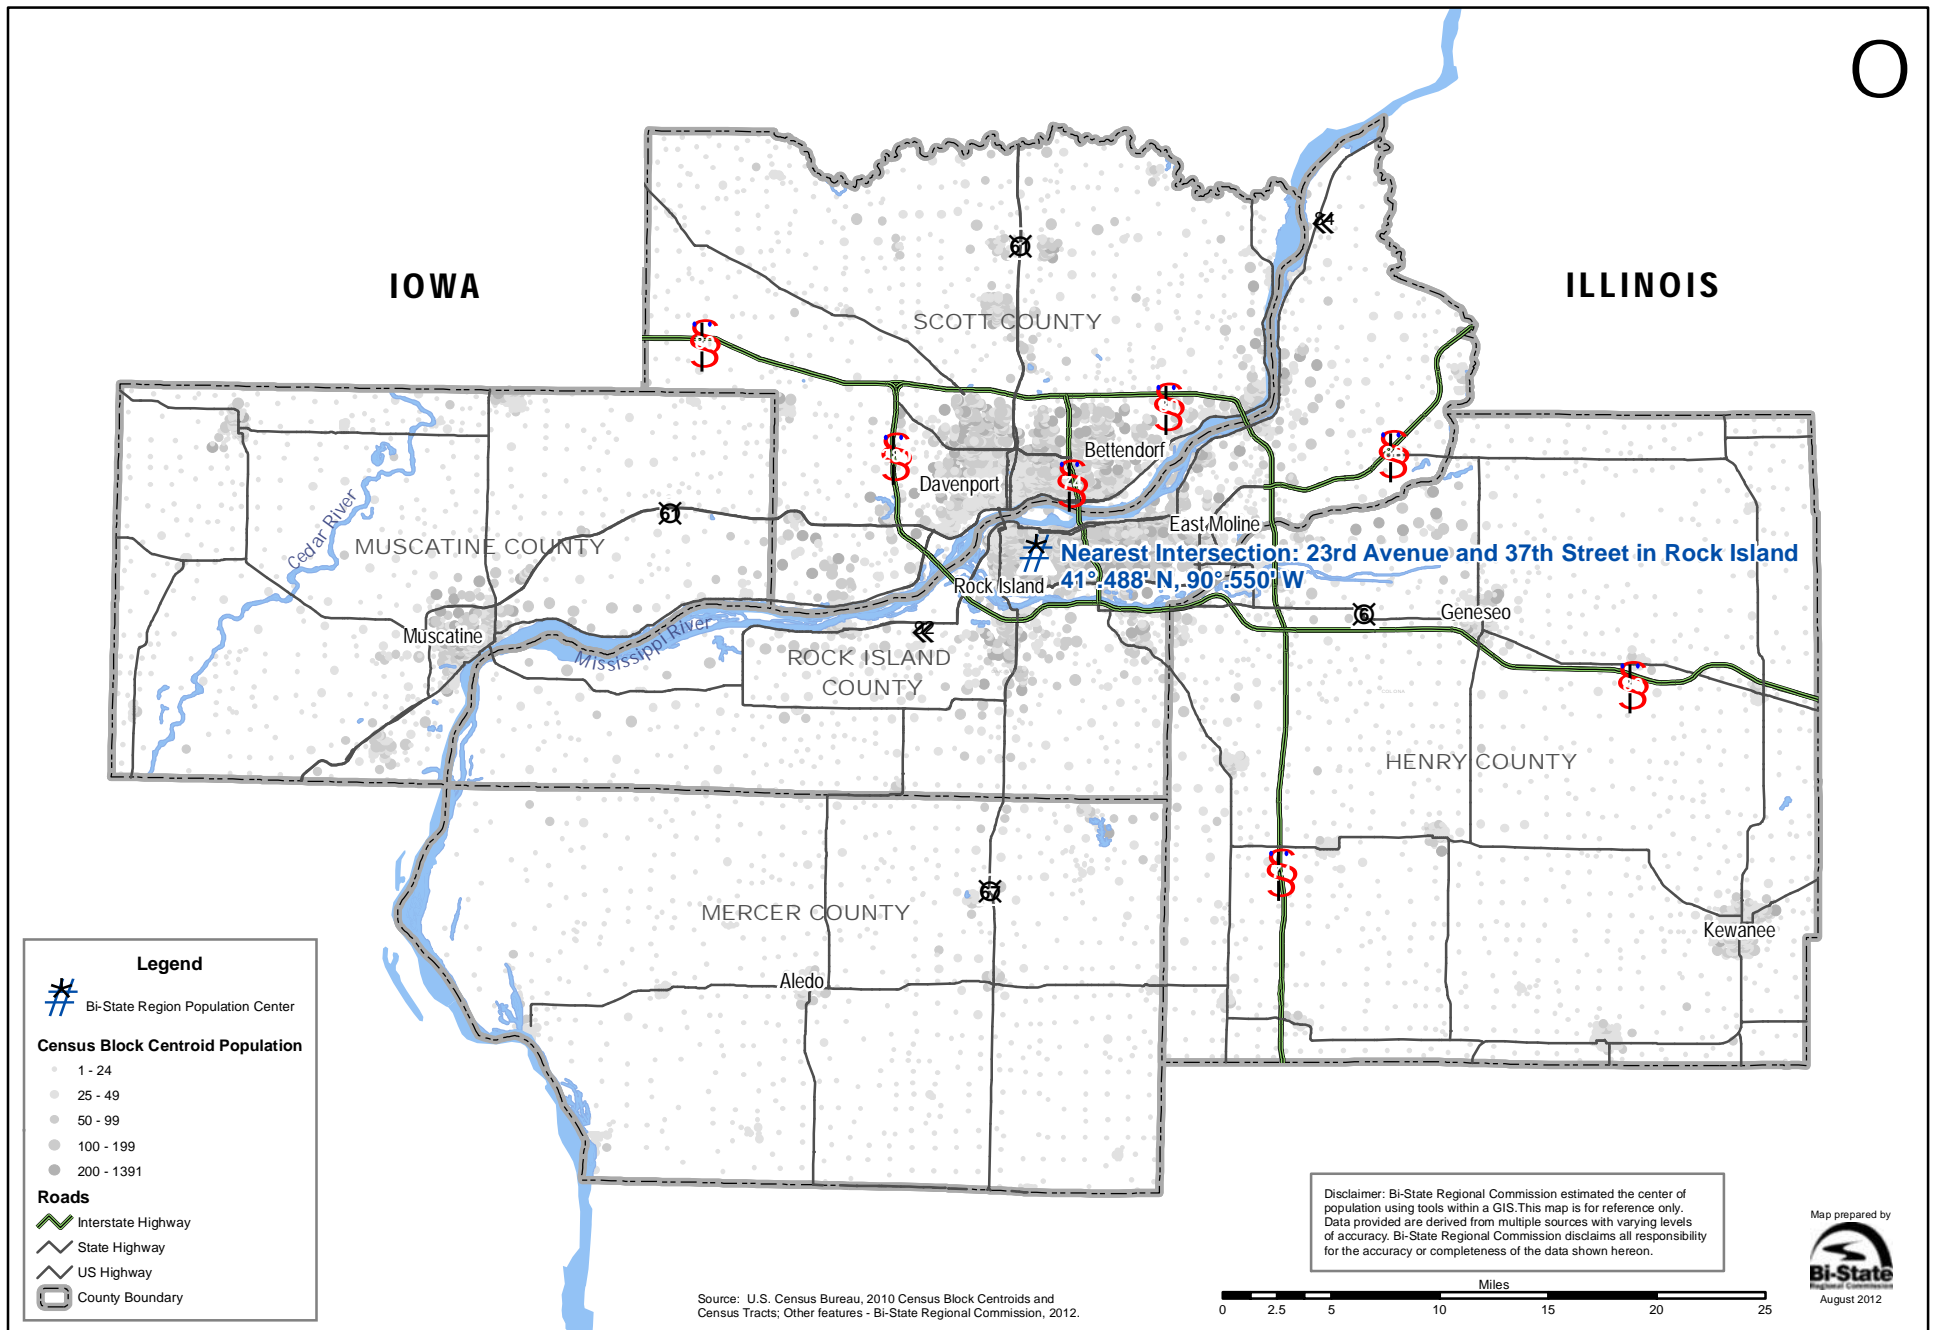 O
IOWA
ILLINOIS
84
61
SCOTT COUNTY
Bettendorf
Davenport
Cedar River
61
East Moline
MUSCATINE COUNTY
Nearest Intersection: 23rd Avenue and 37th Street in Rock Island
41°.488' N, 90°.550' W
Rock Island
6
Geneseo
Muscatine
92
Mississippi River
ROCK ISLAND
COUNTY
HENRY COUNTY
67
MERCER COUNTY
Kewanee
Aledo
Legend
Bi-State Region Population Center
Census Block Centroid Population
1 - 24
25 - 49
50 - 99
100 - 199
200 - 1391
Roads
Interstate Highway
State Highway
US Highway
County Boundary
Source: U.S. Census Bureau, 2010 Census Block Centroids and
Census Tracts; Other features - Bi-State Regional Commission, 2012.
Disclaimer: Bi-State Regional Commission estimated the center of
population using tools within a GIS.This map is for reference only.
Data provided are derived from multiple sources with varying levels
of accuracy. Bi-State Regional Commission disclaims all responsibility
for the accuracy or completeness of the data shown hereon.
Miles
0 2.5 5 10 15 20 25
Map prepared by
Bi-State
Regional Commission
August 2012